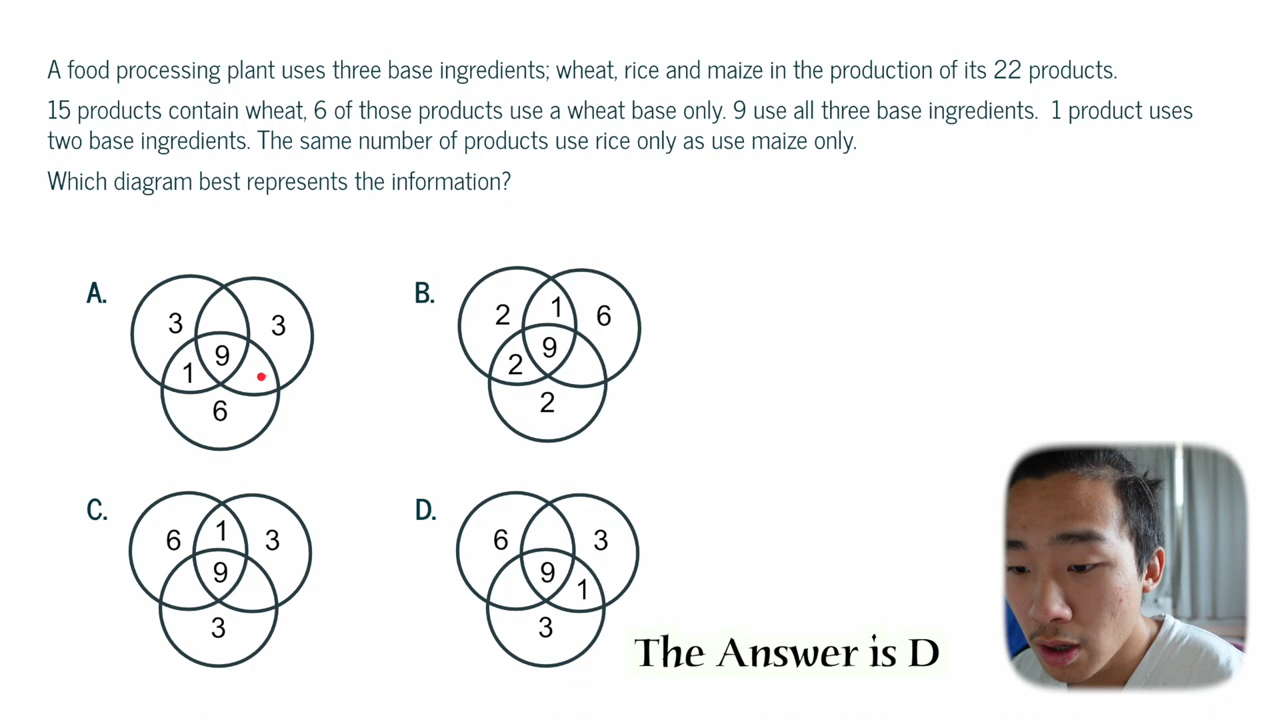 A food processing plant uses three base ingredients; wheat, rice and maize in the production of its 22 products.
15 products contain wheat, 6 of those products use a wheat base only. 9 use all three base ingredients. 1 product uses
two base ingredients. The same number of products use rice only as use maize only.
Which diagram best represents the information?
A.
3
3
9
1
6
B.
2
1
6
9
2
2
C.
6
1
3
9
3
D.
6
3
9
1
3
The Answer is D